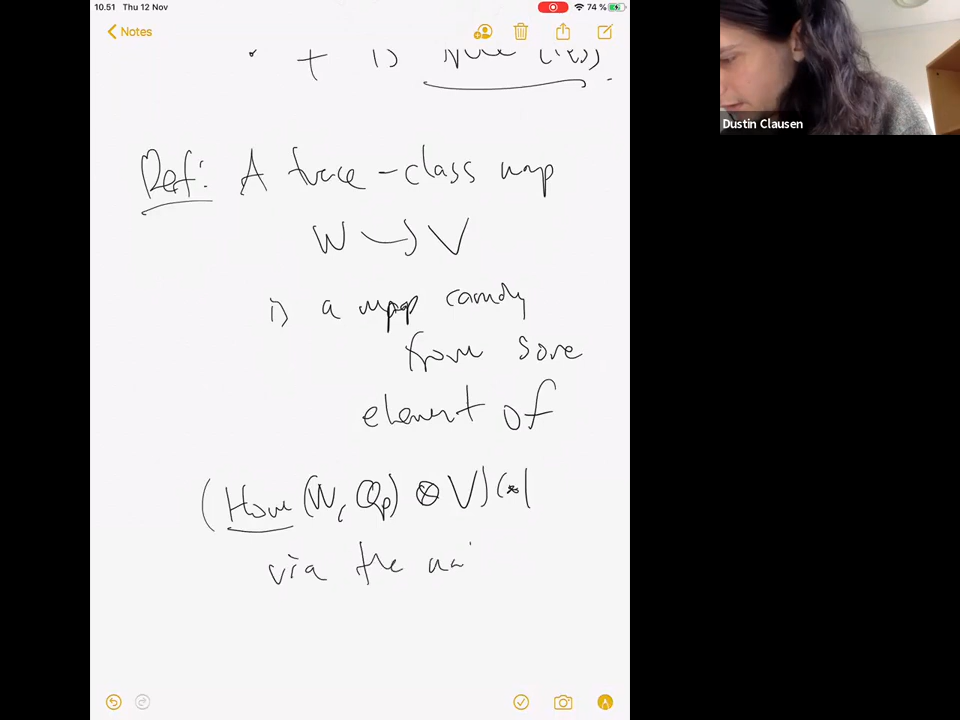 10.51 Thu 12 Nov
74 %
Notes
Dustin Clausen
• + is
Def: A trace-class map
W → V
is a map coming
from some
element of
(Hom (W, Qp) ⊗ V)(*)
via the